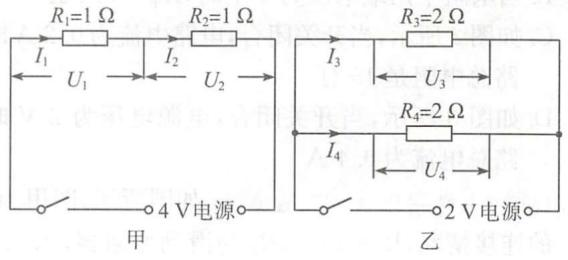 R₁=1 Ω
R₂=1 Ω
I₁
I₂
U₁
U₂
4 V电源
甲
R₃=2 Ω
I₃
U₃
R₄=2 Ω
I₄
U₄
2 V电源
乙